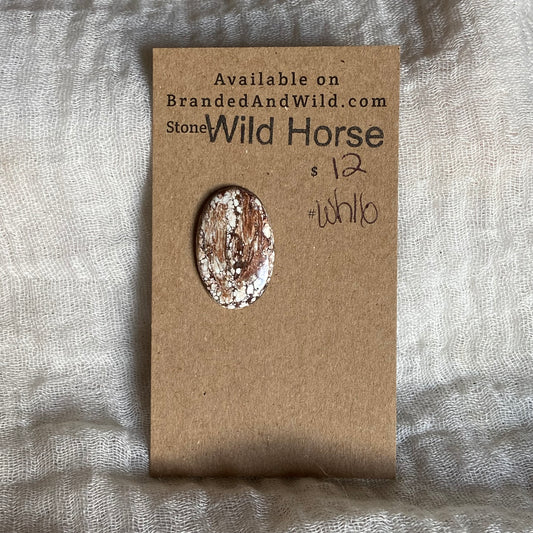 Available on
BrandedAndWild.com
Stone Wild Horse
$ 12
# Wh16